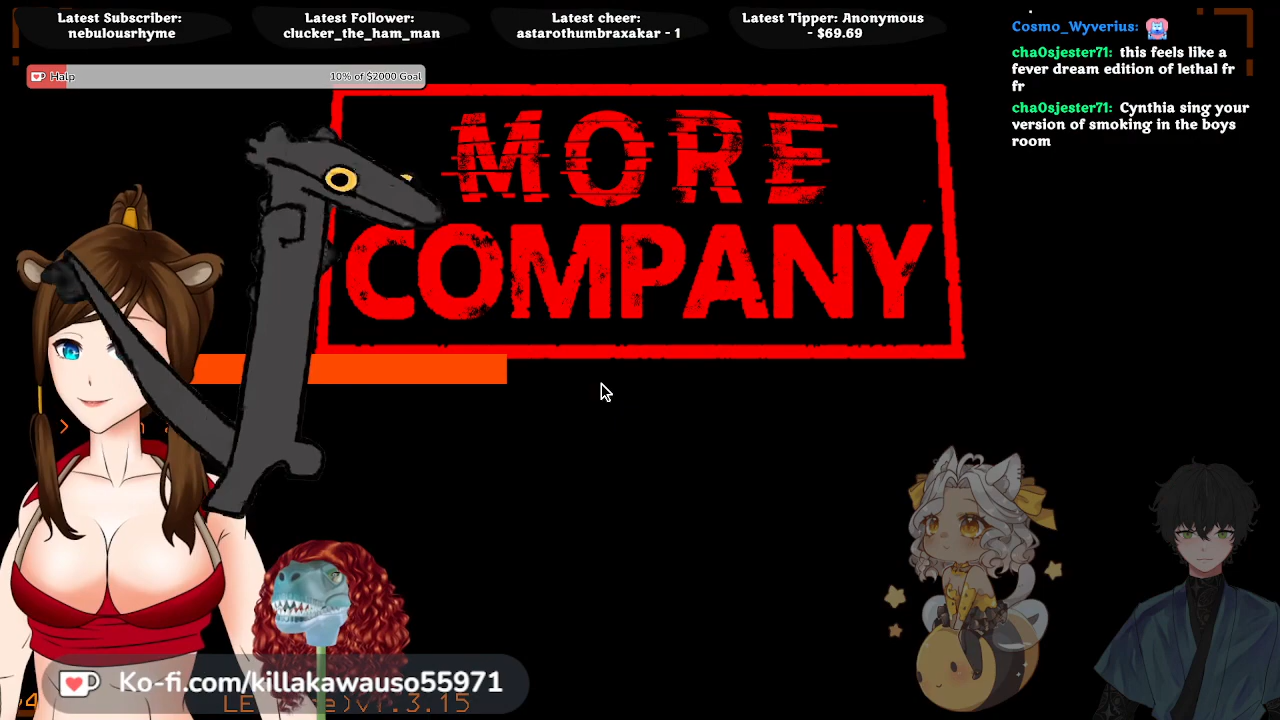 Latest Subscriber:
nebulousrhyme
Latest Follower:
clucker_the_ham_man
Latest cheer:
astarothumbraxakar - 1
Latest Tipper: Anonymous
- $69.69
Halp
10% of $2000 Goal
Cosmo_Wyverius:
cha0sjester71: this feels like a
fever dream edition of lethal fr
fr
cha0sjester71: Cynthia sing your
version of smoking in the boys
room
MORE
COMPANY
>
Ko-fi.com/killakawauso55971